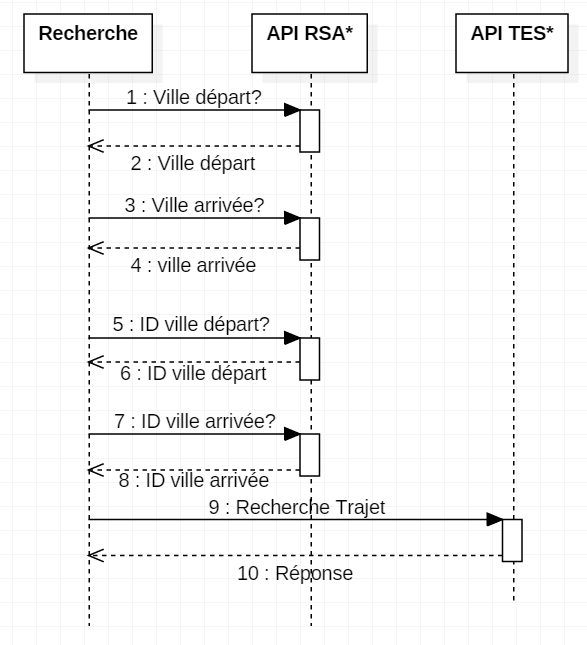 Recherche
API RSA*
API TES*
1 : Ville départ?
2 : Ville départ
3 : Ville arrivée?
4 : ville arrivée
5 : ID ville départ?
6 : ID ville départ
7 : ID ville arrivée?
8 : ID ville arrivée
9 : Recherche Trajet
10 : Réponse